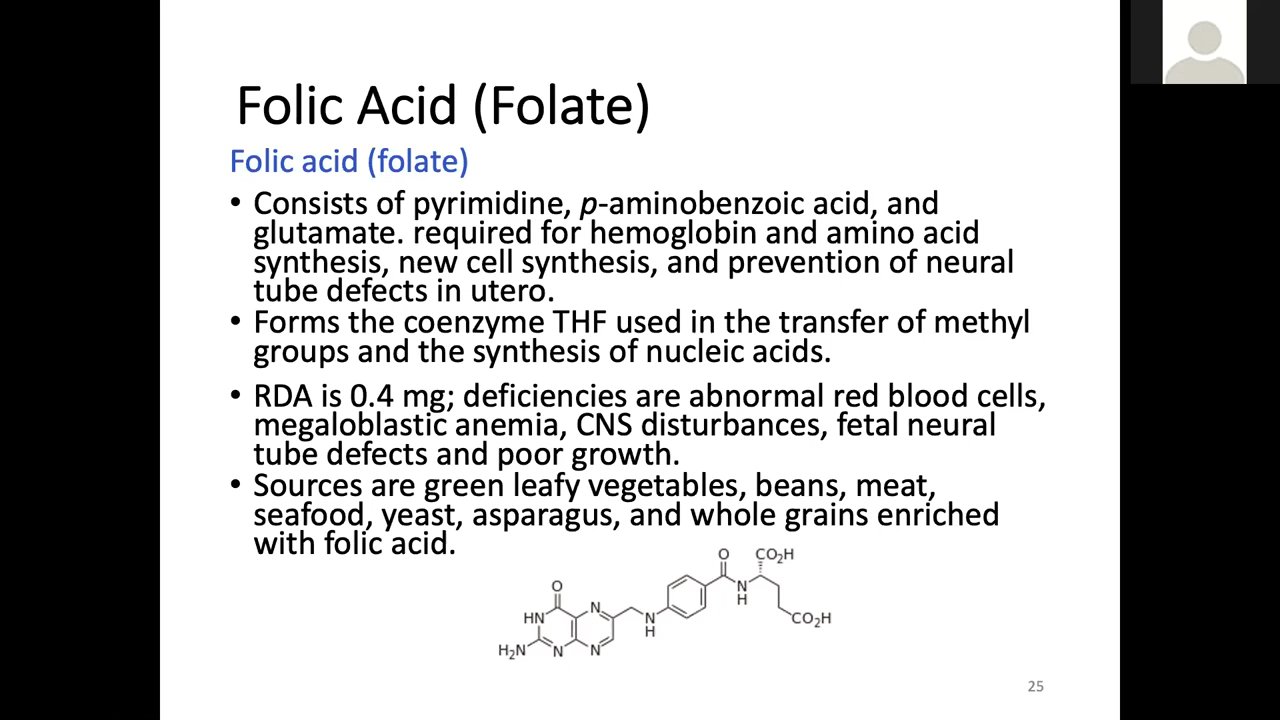 Folic Acid (Folate)
Folic acid (folate)
• Consists of pyrimidine, p-aminobenzoic acid, and
glutamate. required for hemoglobin and amino acid
synthesis, new cell synthesis, and prevention of neural
tube defects in utero.
• Forms the coenzyme THF used in the transfer of methyl
groups and the synthesis of nucleic acids.
• RDA is 0.4 mg; deficiencies are abnormal red blood cells,
megaloblastic anemia, CNS disturbances, fetal neural
tube defects and poor growth.
• Sources are green leafy vegetables, beans, meat,
seafood, yeast, asparagus, and whole grains enriched
with folic acid.
O CO₂H
O N
H
HN N N
H
CO₂H
H₂N N N
25